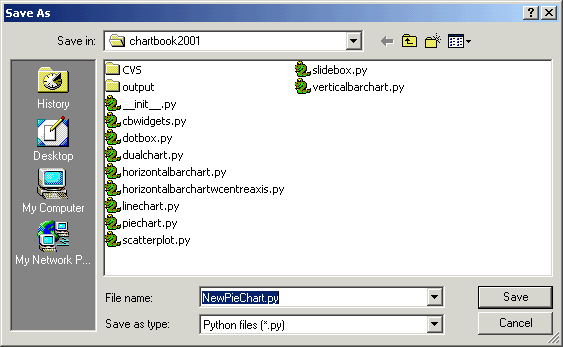 Save As
Save in: chartbook2001
History
Desktop
My Computer
My Network P...
CVS
output
__init__.py
cbwidgets.py
dotbox.py
dualchart.py
horizontalbarchart.py
horizontalbarchartwcentreaxis.py
linechart.py
piechart.py
scatterplot.py
slidebox.py
verticalbarchart.py
File name: NewPieChart.py Save
Save as type: Python files (*.py) Cancel